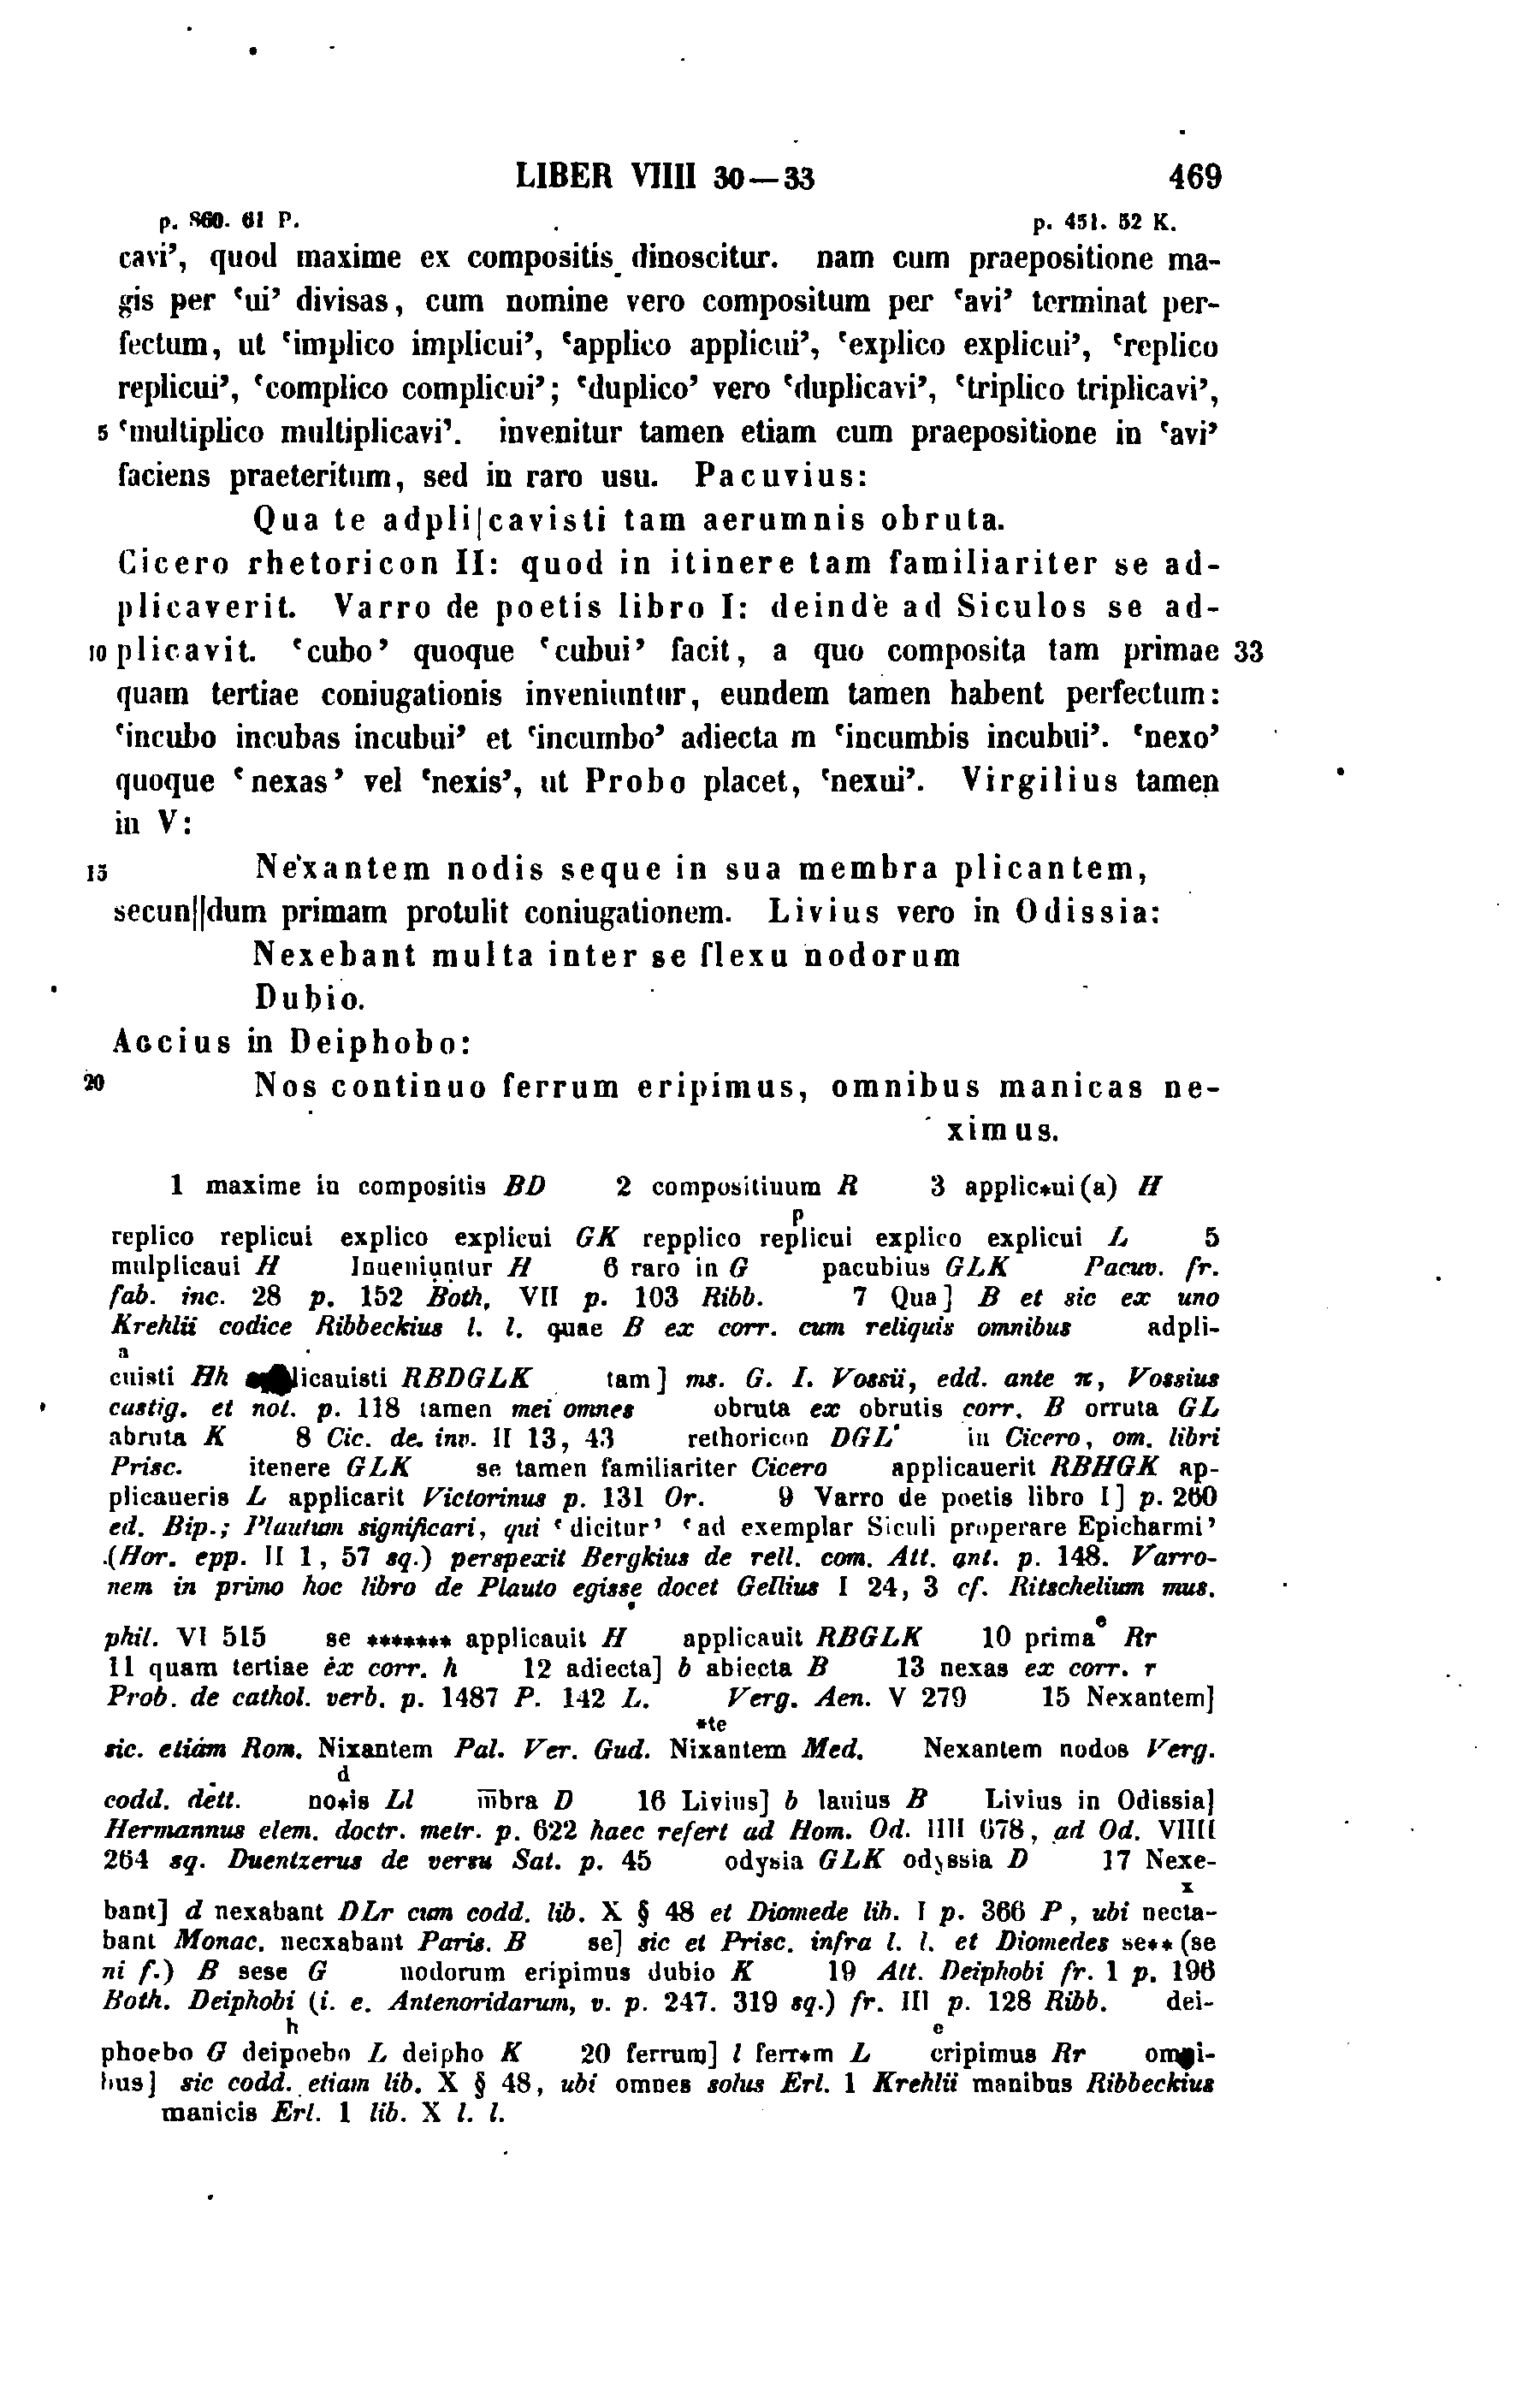 LIBER VIIII 30—33 469
p. 860. 61 P. p. 451. 52 K.
cavi’, quod maxime ex compositis dinoscitur. nam cum praepositione ma-
gis per ‘ui’ divisas, cum nomine vero compositum per ‘avi’ terminat per-
fectum, ut ‘implico implicui’, ‘applico applicui’, ‘explico explicui’, ‘replico
replicui’, ‘complico complicui’; ‘duplico’ vero ‘duplicavi’, ‘triplico triplicavi’,
5 ‘multiplico multiplicavi’. invenitur tamen etiam cum praepositione in ‘avi’
faciens praeteritum, sed in raro usu. Pacuvius:
Qua te adpli|cavisti tam aerumnis obruta.
Cicero rhetoricon II: quod in itinere tam familiariter se ad-
plicaverit. Varro de poetis libro I: deinde ad Siculos se ad-
10 plicavit. ‘cubo’ quoque ‘cubui’ facit, a quo composita tam primae 33
quam tertiae coniugationis inveniuntur, eundem tamen habent perfectum:
‘incubo incubas incubui’ et ‘incumbo’ adiecta m ‘incumbis incubui’. ‘nexo’
quoque ‘nexas’ vel ‘nexis’, ut Probo placet, ‘nexui’. Virgilius tamen
in V:
15 Nexantem nodis seque in sua membra plicantem,
secun||dum primam protulit coniugationem. Livius vero in Odissia:
Nexebant multa inter se flexu nodorum
Dubio.
Accius in Deiphobo:
20 Nos continuo ferrum eripimus, omnibus manicas ne-
ximus.
1 maxime in compositis BD 2 compositiuum R 3 applic*ui(a) H
p
replico replicui explico explicui GK repplico replicui explico explicui L 5
mulplicaui H Inueniuntur H 6 raro in G pacubius GLK Pacuv. fr.
fab. inc. 28 p. 152 Both, VII p. 103 Ribb. 7 Qua] B et sic ex uno
Krehlii codice Ribbeckius l. l. quae B ex corr. cum reliquis omnibus adpli-
a
cuisti Hh licauisti RBDGLK tam] ms. G. I. Vossii, edd. ante π, Vossius
castig. et not. p. 118 tamen mei omnes obruta ex obrutis corr. B orruta GL
abruta K 8 Cic. de inv. II 13, 43 rethoricon DGL in Cicero, om. libri
Prisc. itenere GLK se tamen familiariter Cicero applicauerit RBHGK ap-
plicaueris L applicarit Victorinus p. 131 Or. 9 Varro de poetis libro I] p. 260
ed. Bip.; Plautum significari, qui ‘dicitur’ ‘ad exemplar Siculi properare Epicharmi’
(Hor. epp. II 1, 57 sq.) perspexit Bergkius de rell. com. Att. ant. p. 148. Varro-
nem in primo hoc libro de Plauto egisse docet Gellius I 24, 3 cf. Ritschelium mus.
phil. VI 515 se ******* applicauit H applicauit RBGLK 10 prima e Rr
11 quam tertiae ex corr. h 12 adiecta] b abiecta B 13 nexas ex corr. r
Prob. de cathol. verb. p. 1487 P. 142 L. Verg. Aen. V 279 15 Nexantem]
*te
sic. etiam Rom. Nixantem Pal. Ver. Gud. Nixantem Med. Nexantem nodos Verg.
d
codd. dett. no*is Ll m̄bra D 16 Livius] b lauius B Livius in Odissia]
Hermannus elem. doctr. metr. p. 622 haec refert ad Hom. Od. IIII 678, ad Od. VIIII
264 sq. Duentzerus de versu Sat. p. 45 odysia GLK odyssia D 17 Nexe-
x
bant] d nexabant DLr cum codd. lib. X § 48 et Diomede lib. I p. 366 P, ubi necta-
bant Monac. necxabant Paris. B se] sic et Prisc. infra l. l. et Diomedes se** (se
ni f.) B sese G nodorum eripimus dubio K 19 Att. Deiphobi fr. 1 p. 196
Both. Deiphobi (i. e. Antenoridarum, v. p. 247. 319 sq.) fr. III p. 128 Ribb. dei-
h e
phoebo G deipoebo L deipho K 20 ferrum] l ferr*m L cripimus Rr omni-
bus] sic codd. etiam lib. X § 48, ubi omnes solus Erl. 1 Krehlii manibus Ribbeckius
manicis Erl. 1 lib. X l. l.